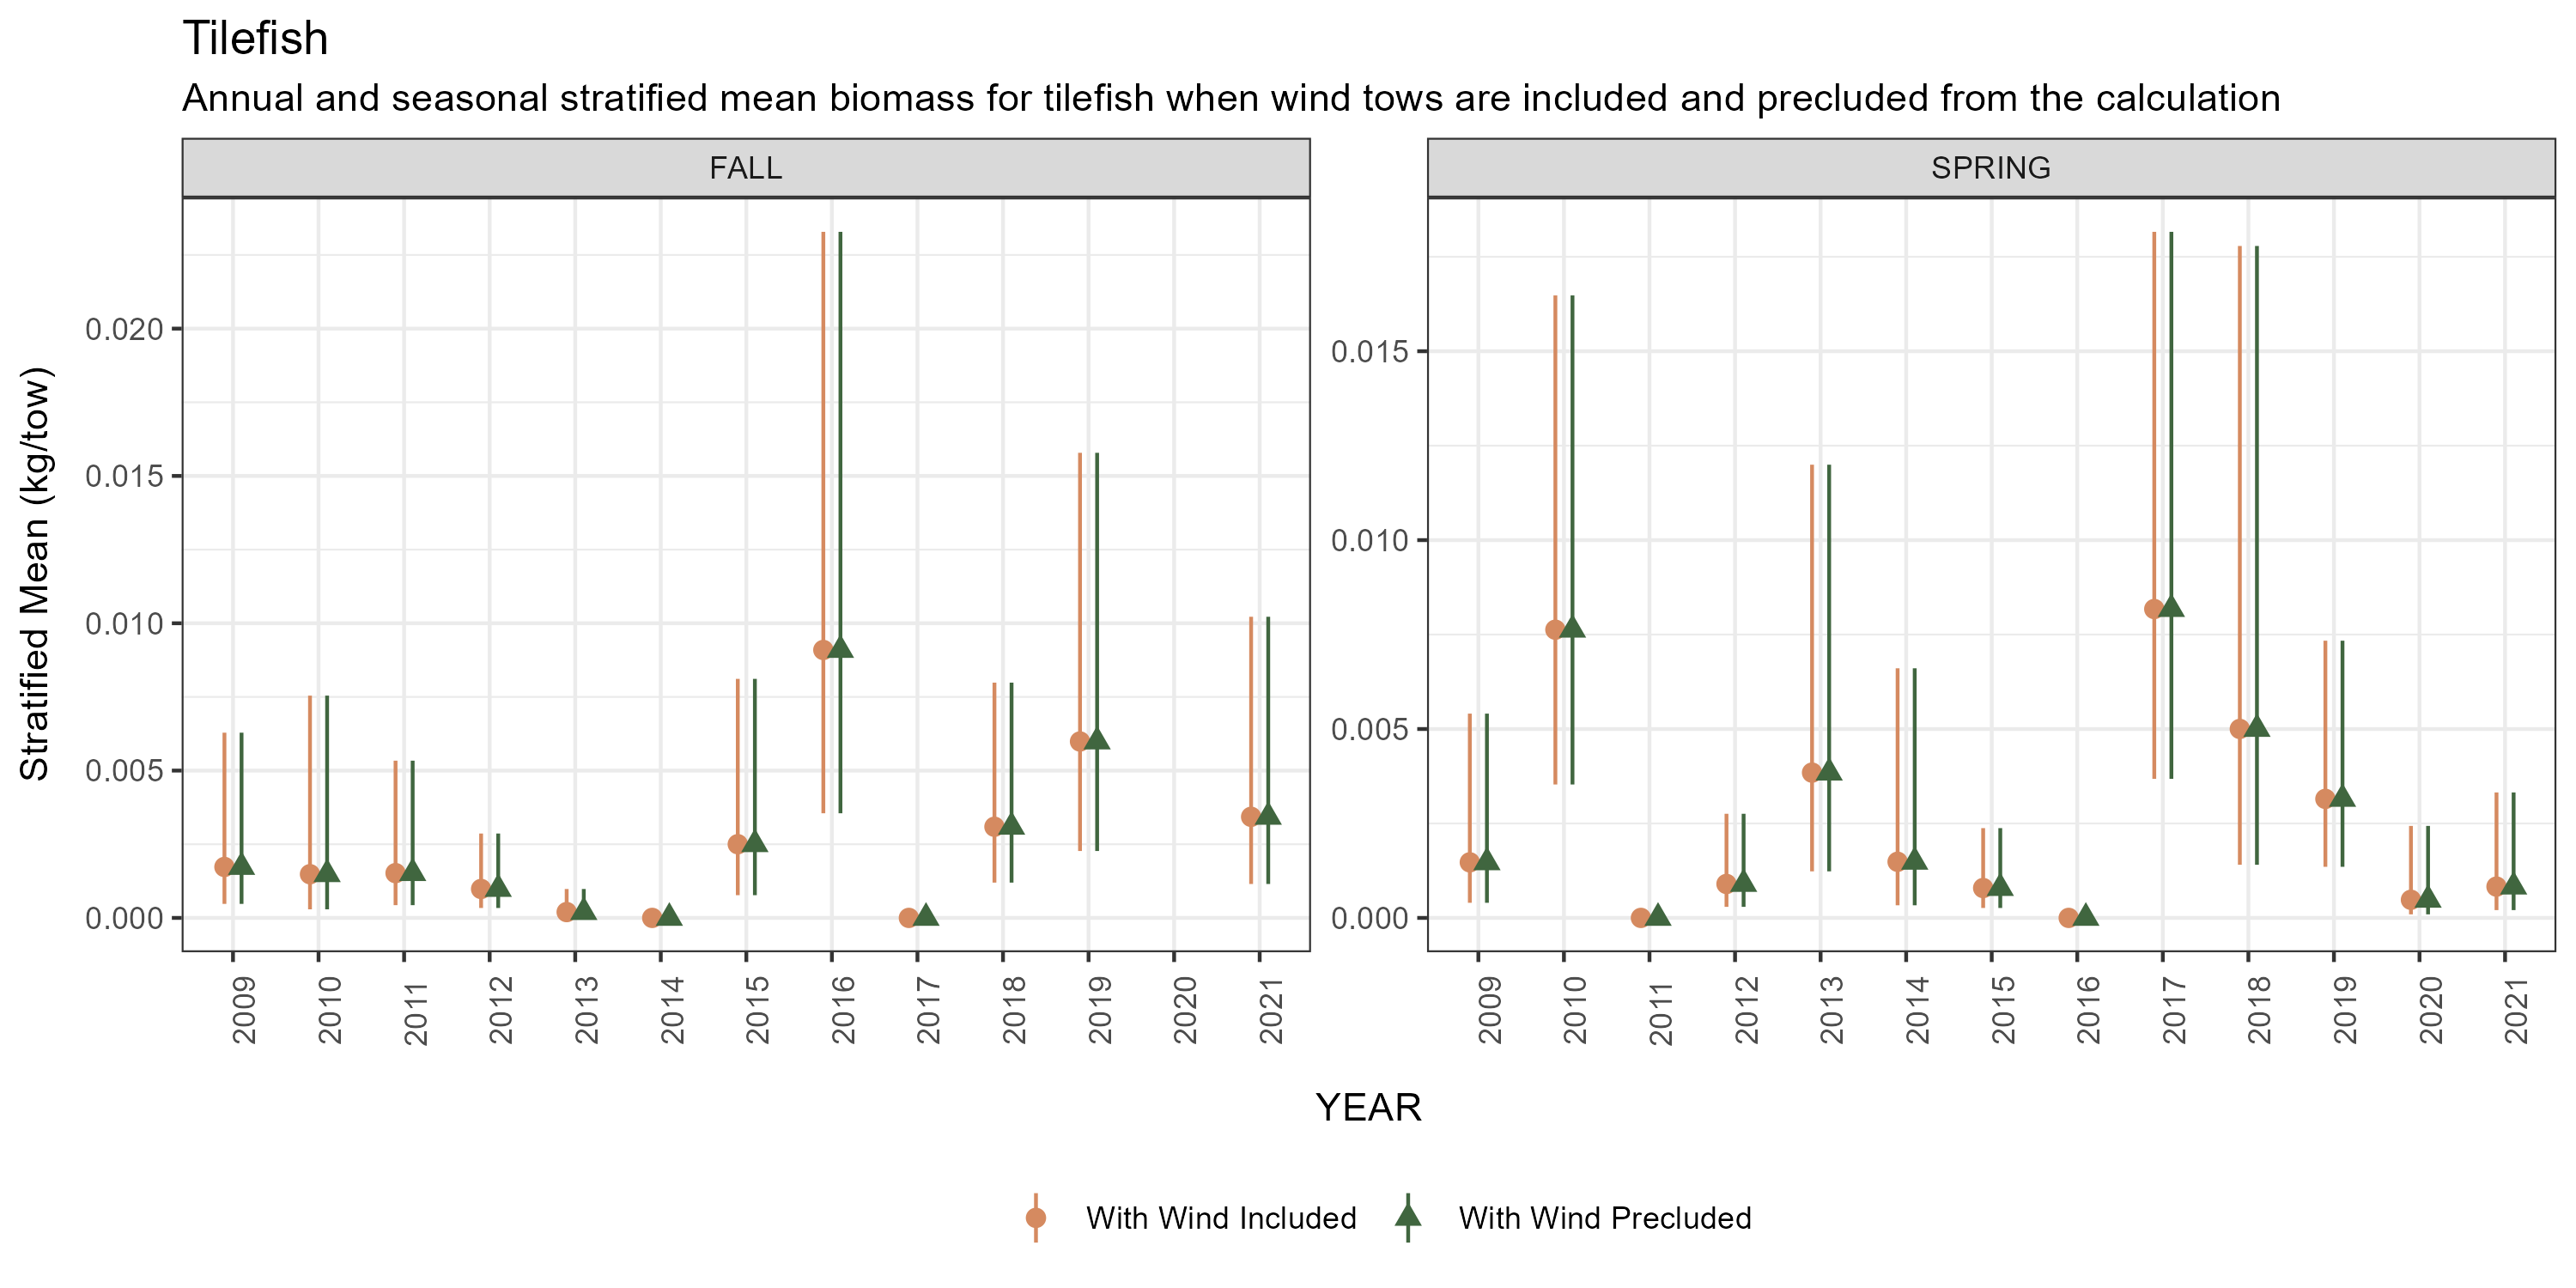 Tilefish
Annual and seasonal stratified mean biomass for tilefish when wind tows are included and precluded from the calculation
FALL
SPRING
Stratified Mean (kg/tow)
0.020
0.015
0.010
0.005
0.000
0.015
0.010
0.005
0.000
2009 2010 2011 2012 2013 2014 2015 2016 2017 2018 2019 2020 2021
2009 2010 2011 2012 2013 2014 2015 2016 2017 2018 2019 2020 2021
YEAR
With Wind Included
With Wind Precluded